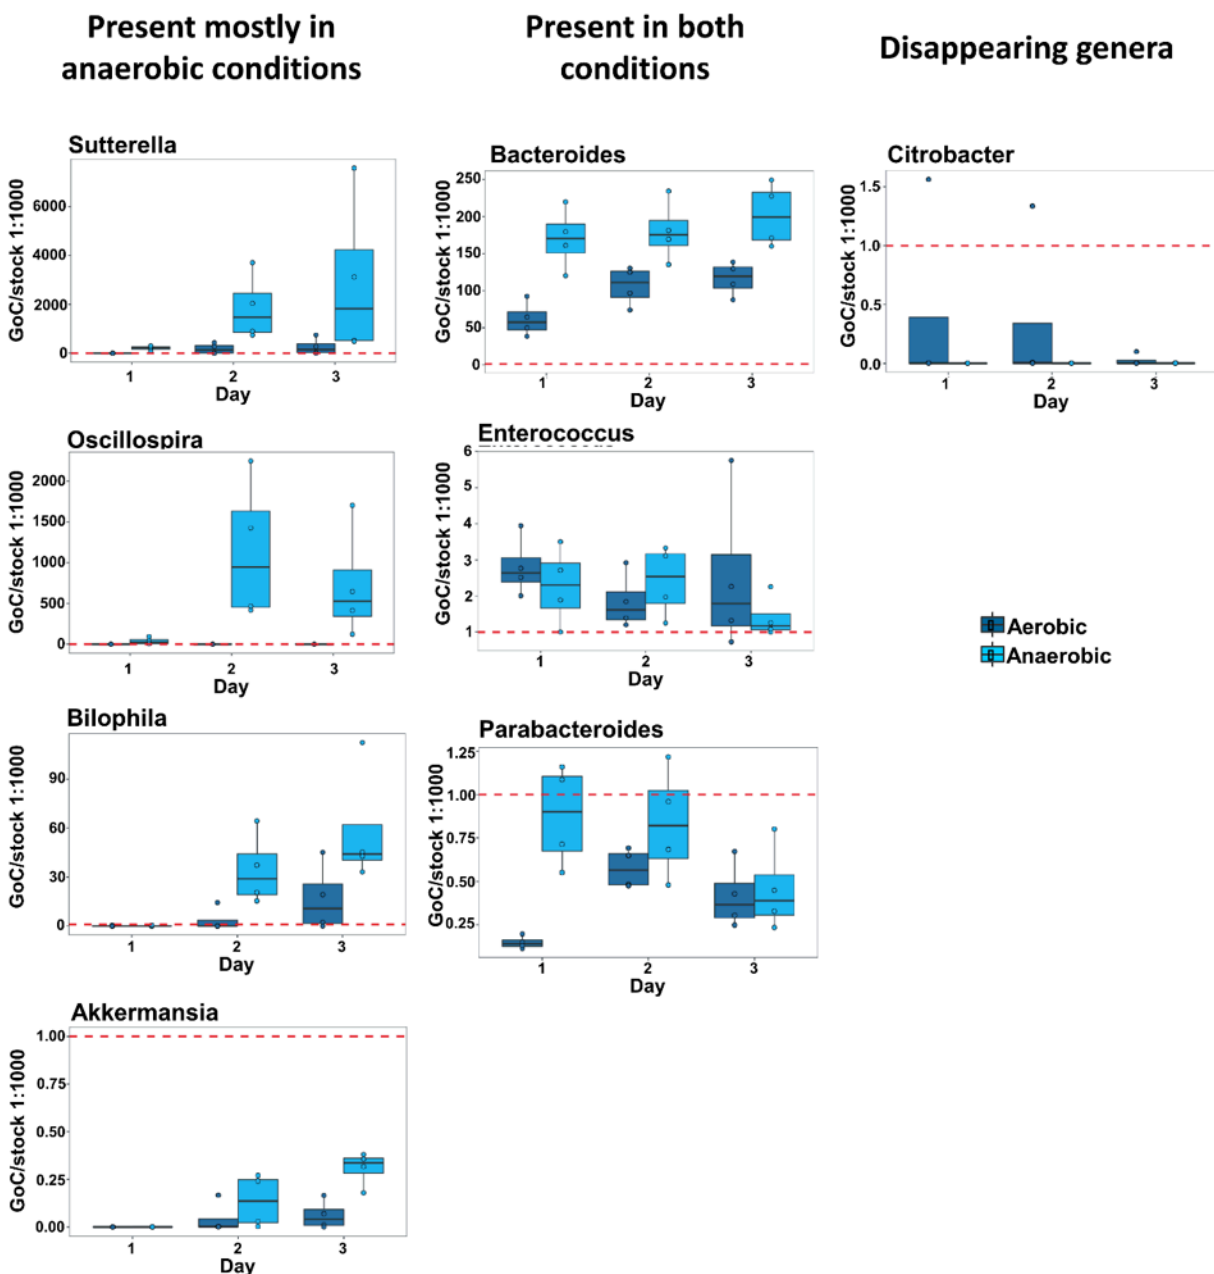 Present mostly in
anaerobic conditions
Present in both
conditions
Disappearing genera
Sutterella
GoC/stock 1:1000
6000
4000
2000
0
1 2 3
Day
Bacteroides
GoC/stock 1:1000
250
200
150
100
50
0
1 2 3
Day
Citrobacter
GoC/stock 1:1000
1.5
1.0
0.5
0.0
1 2 3
Day
Oscillospira
GoC/stock 1:1000
2000
1500
1000
500
0
1 2 3
Day
Enterococcus
GoC/stock 1:1000
6
5
4
3
2
1
1 2 3
Day
Aerobic
Anaerobic
Bilophila
GoC/stock 1:1000
90
60
30
0
1 2 3
Day
Parabacteroides
GoC/stock 1:1000
1.25
1.00
0.75
0.50
0.25
1 2 3
Day
Akkermansia
GoC/stock 1:1000
1.00
0.75
0.50
0.25
0.00
1 2 3
Day